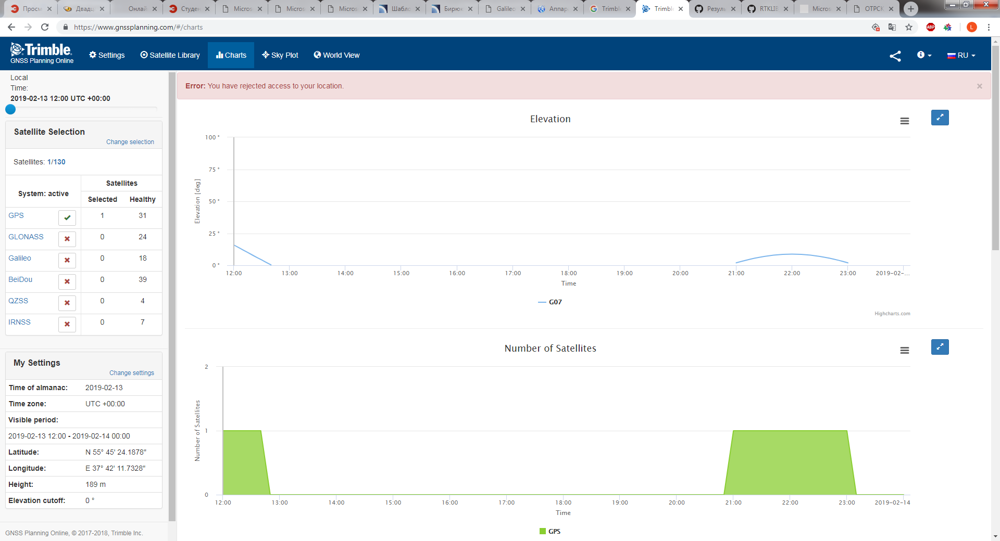 Просм
Двадц
Онлай
Студен
Micros
Micros
Micros
Шабло
Бирюк
Galileo
Аппар
Trimble
Trimble
Резуль
RTKLIB
Micros
ОТРСК
https://www.gnssplanning.com/#/charts
ABP
L
Trimble.
GNSS Planning Online
Settings
Satellite Library
Charts
Sky Plot
World View
RU
Local
Time:
2019-02-13 12:00 UTC +00:00
Satellite Selection
Change selection
Satellites: 1/130
System: active
Satellites
Selected
Healthy
GPS 1 31
GLONASS 0 24
Galileo 0 18
BeiDou 0 39
QZSS 0 4
IRNSS 0 7
My Settings
Change settings
Time of almanac: 2019-02-13
Time zone: UTC +00:00
Visible period:
2019-02-13 12:00 - 2019-02-14 00:00
Latitude: N 55° 45' 24.1878"
Longitude: E 37° 42' 11.7328"
Height: 189 m
Elevation cutoff: 0 °
GNSS Planning Online, © 2017-2018, Trimble Inc.
Error: You have rejected access to your location.
×
Elevation
Elevation [deg]
100 °
75 °
50 °
25 °
0 °
12:00 13:00 14:00 15:00 16:00 17:00 18:00 19:00 20:00 21:00 22:00 23:00 2019-02-...
Time
G07
Highcharts.com
Number of Satellites
Number of Satellites
2
1
0
12:00 13:00 14:00 15:00 16:00 17:00 18:00 19:00 20:00 21:00 22:00 23:00 2019-02-14
Time
GPS